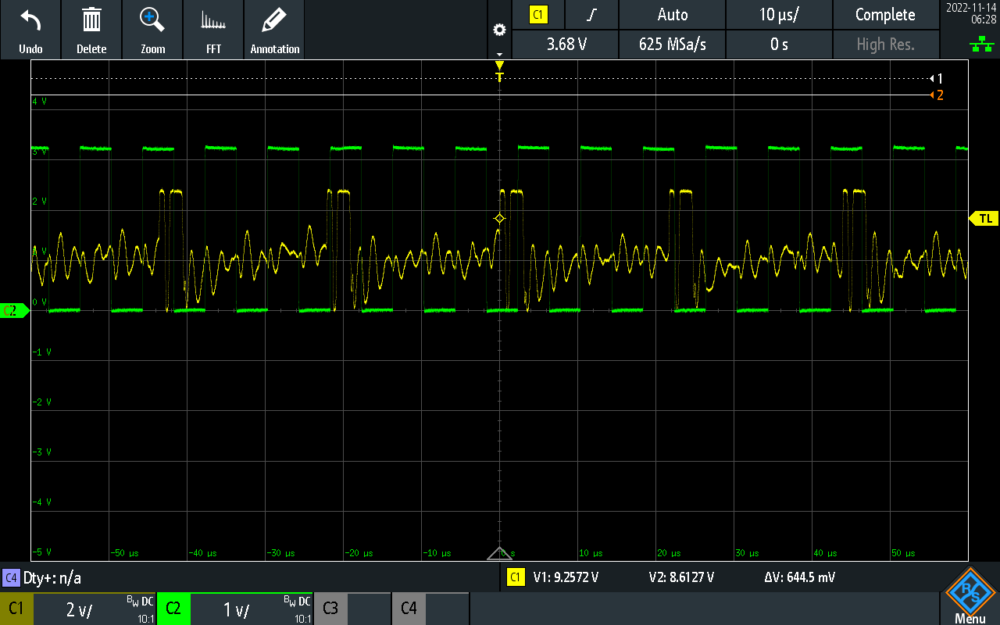 Undo
Delete
Zoom
FFT
Annotation
C1
Auto
10 µs/
Complete
2022-11-14
06:28
3.68 V
625 MSa/s
0 s
High Res.
T
1
2
4 V
3 V
2 V
1 V
0 V
-1 V
-2 V
-3 V
-4 V
-5 V
TL
C2
-50 µs
-40 µs
-30 µs
-20 µs
-10 µs
0 s
10 µs
20 µs
30 µs
40 µs
50 µs
C4
Dty+: n/a
C1
V1: 9.2572 V
V2: 8.6127 V
ΔV: 644.5 mV
C1
2 V/
BW DC
10:1
C2
1 V/
BW DC
10:1
C3
C4
R&S
Menu